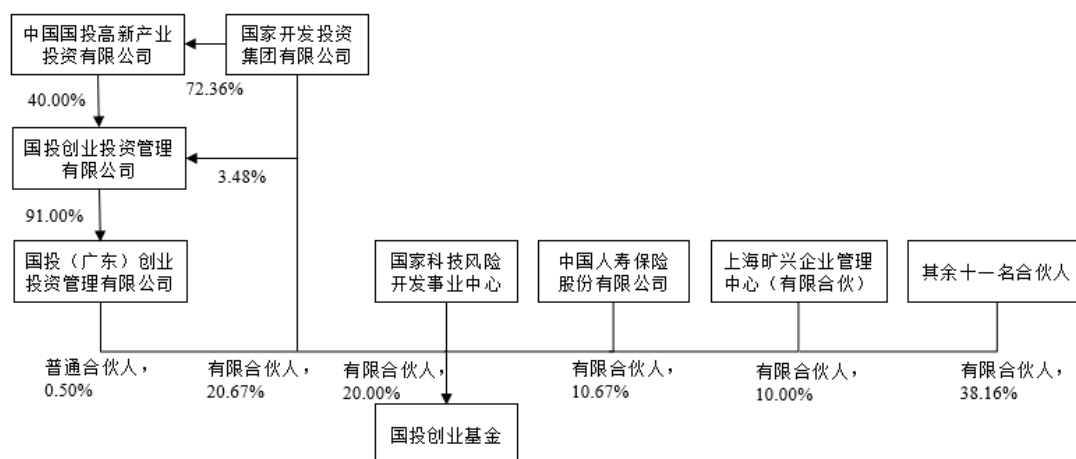 中国国投高新产业
投资有限公司
国家开发投资
集团有限公司
72.36%
40.00%
国投创业投资管理
有限公司
3.48%
91.00%
国投（广东）创业
投资管理有限公司
国家科技风险
开发事业中心
中国人寿保险
股份有限公司
上海旷兴企业管理
中心（有限合伙）
其余十一名合伙人
普通合伙人，
0.50%
有限合伙人，
20.67%
有限合伙人，
20.00%
有限合伙人，
10.67%
有限合伙人，
10.00%
有限合伙人，
38.16%
国投创业基金